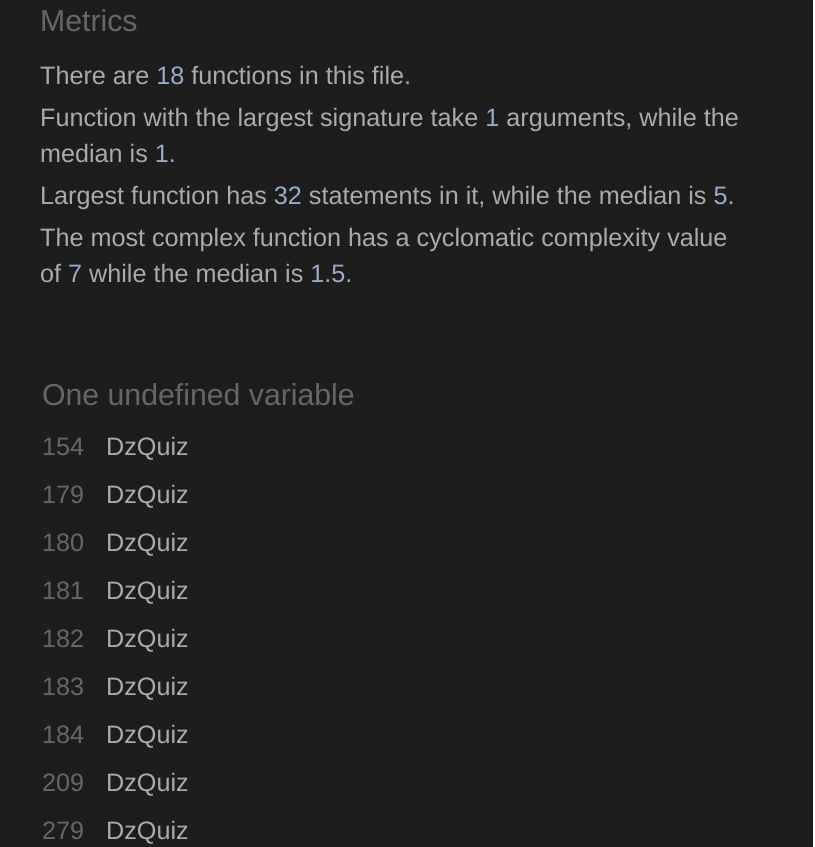 Metrics
There are 18 functions in this file.
Function with the largest signature take 1 arguments, while the
median is 1.
Largest function has 32 statements in it, while the median is 5.
The most complex function has a cyclomatic complexity value
of 7 while the median is 1.5.
One undefined variable
154 DzQuiz
179 DzQuiz
180 DzQuiz
181 DzQuiz
182 DzQuiz
183 DzQuiz
184 DzQuiz
209 DzQuiz
279 DzQuiz